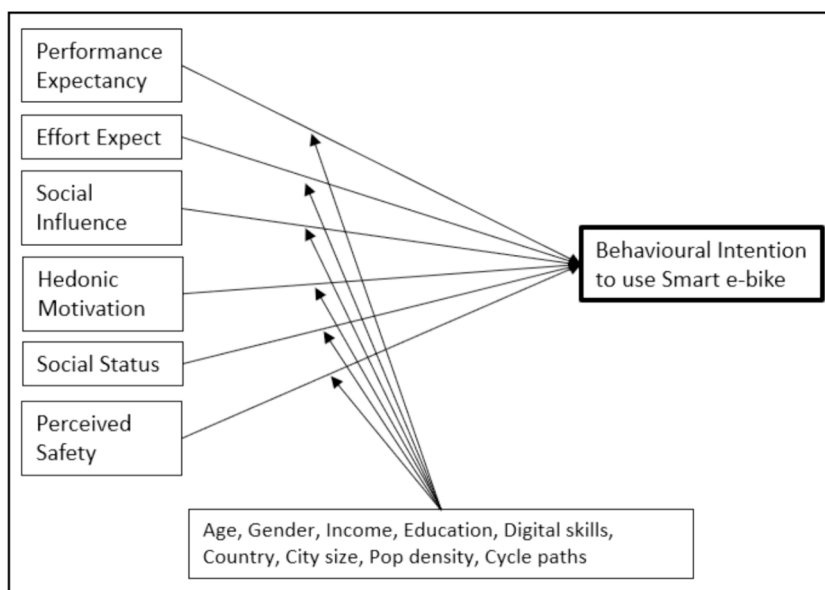 Performance
Expectancy
Effort Expect
Social
Influence
Hedonic
Motivation
Social Status
Perceived
Safety
Behavioural Intention
to use Smart e-bike
Age, Gender, Income, Education, Digital skills,
Country, City size, Pop density, Cycle paths